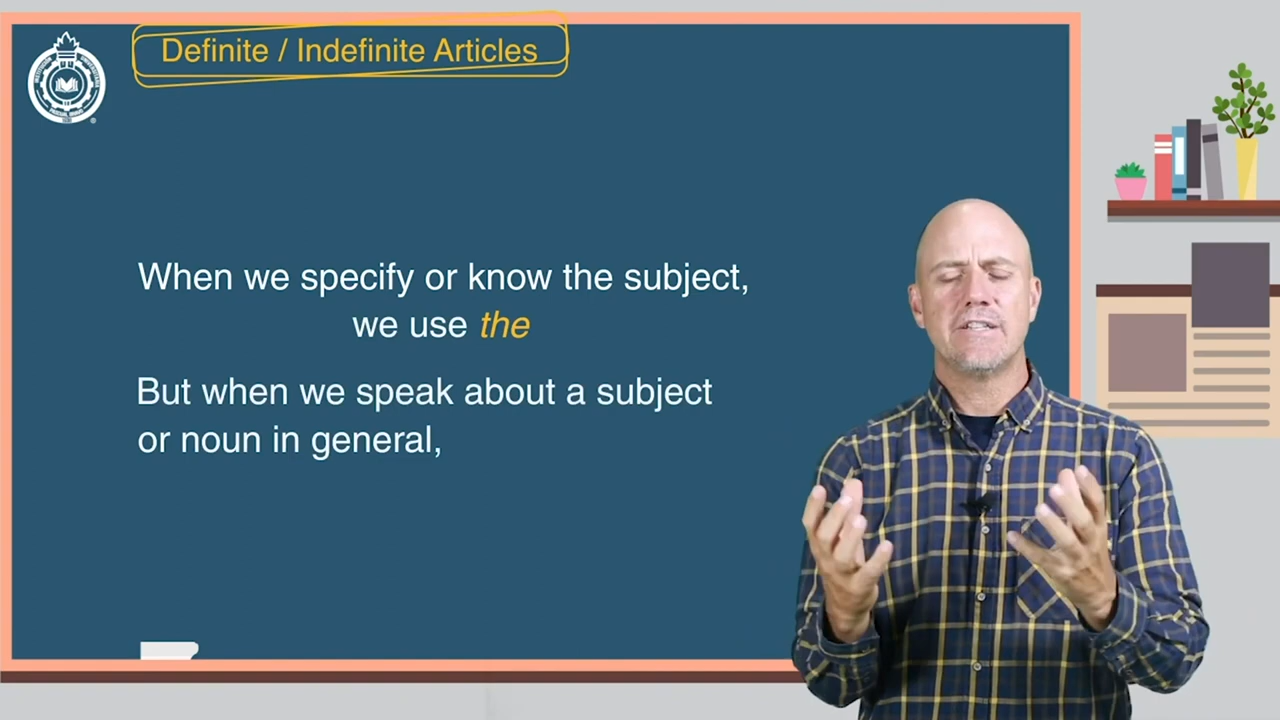 Definite / Indefinite Articles
When we specify or know the subject,
we use the
But when we speak about a subject
or noun in general,